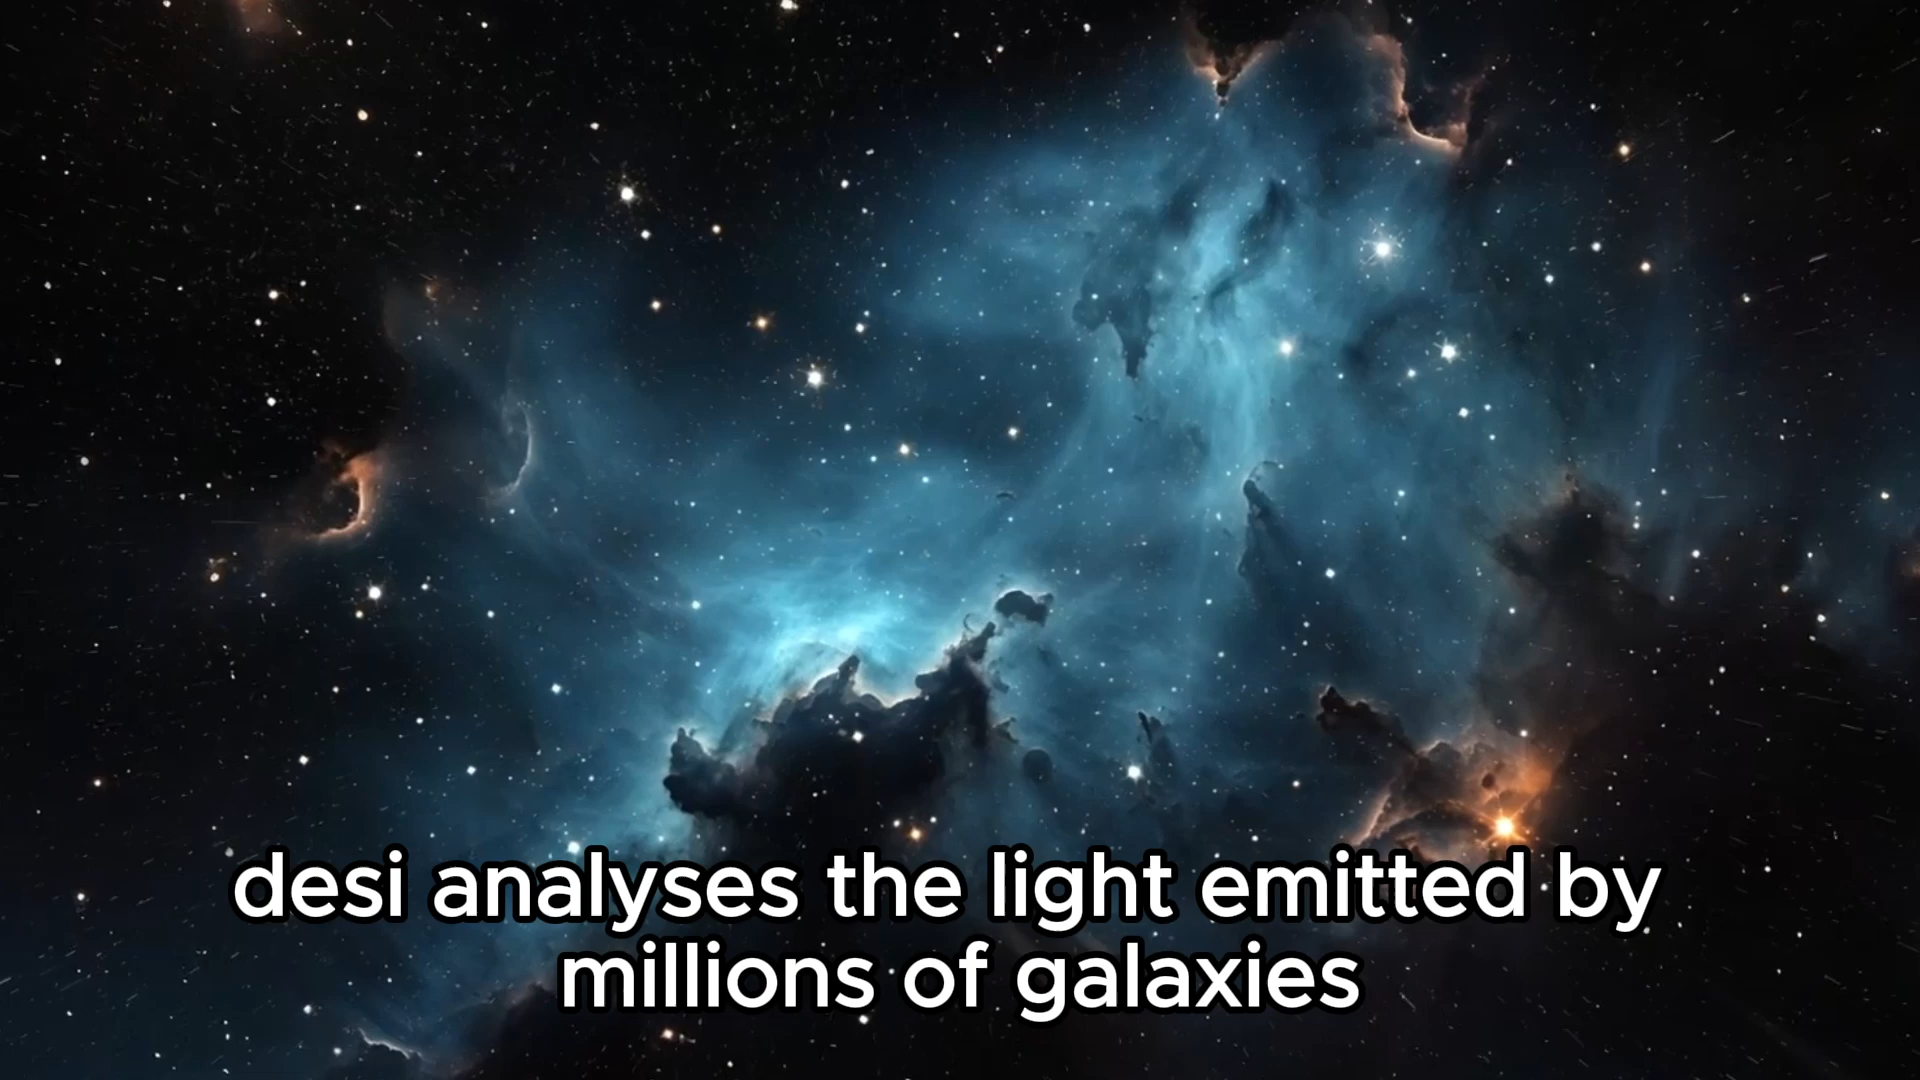 desi analyses the light emitted by
millions of galaxies